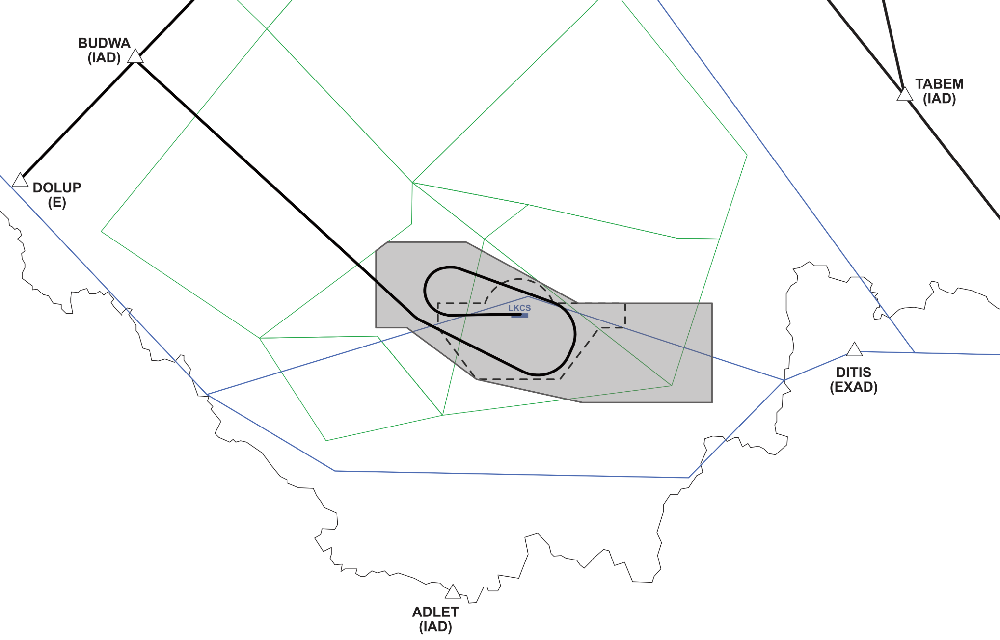 BUDWA
(IAD)
TABEM
(IAD)
DOLUP
(E)
LKCS
DITIS
(EXAD)
ADLET
(IAD)